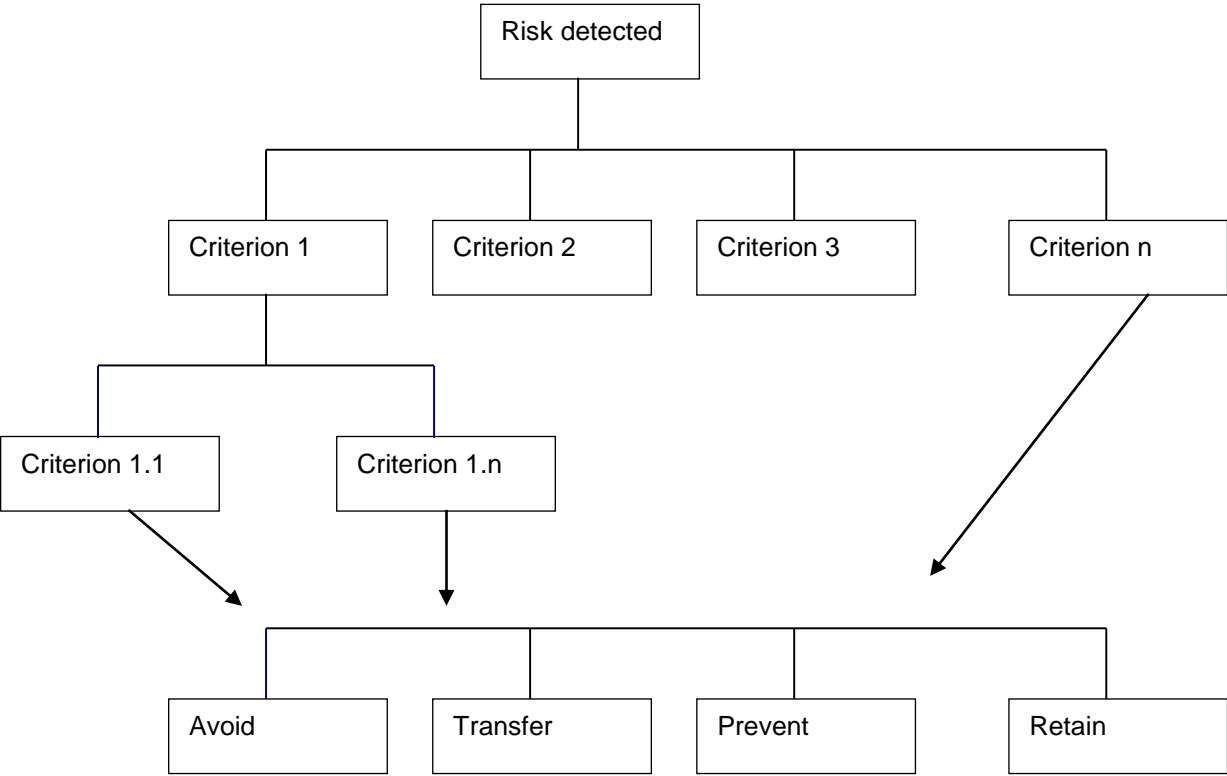 Risk detected
Criterion 1
Criterion 2
Criterion 3
Criterion n
Criterion 1.1
Criterion 1.n
Avoid
Transfer
Prevent
Retain